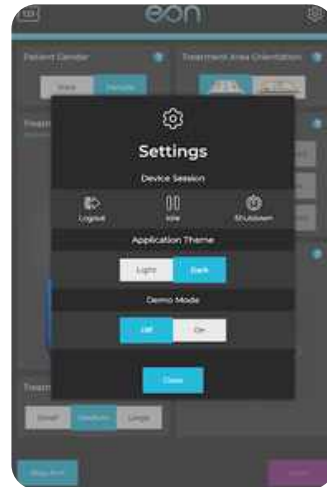 eon
Patient Gender
Treatment Area Orientation
Male Female
Settings
Device Session
Logout Idle Shutdown
Application Theme
Light Dark
Demo Mode
Off On
Close
Small Medium Large